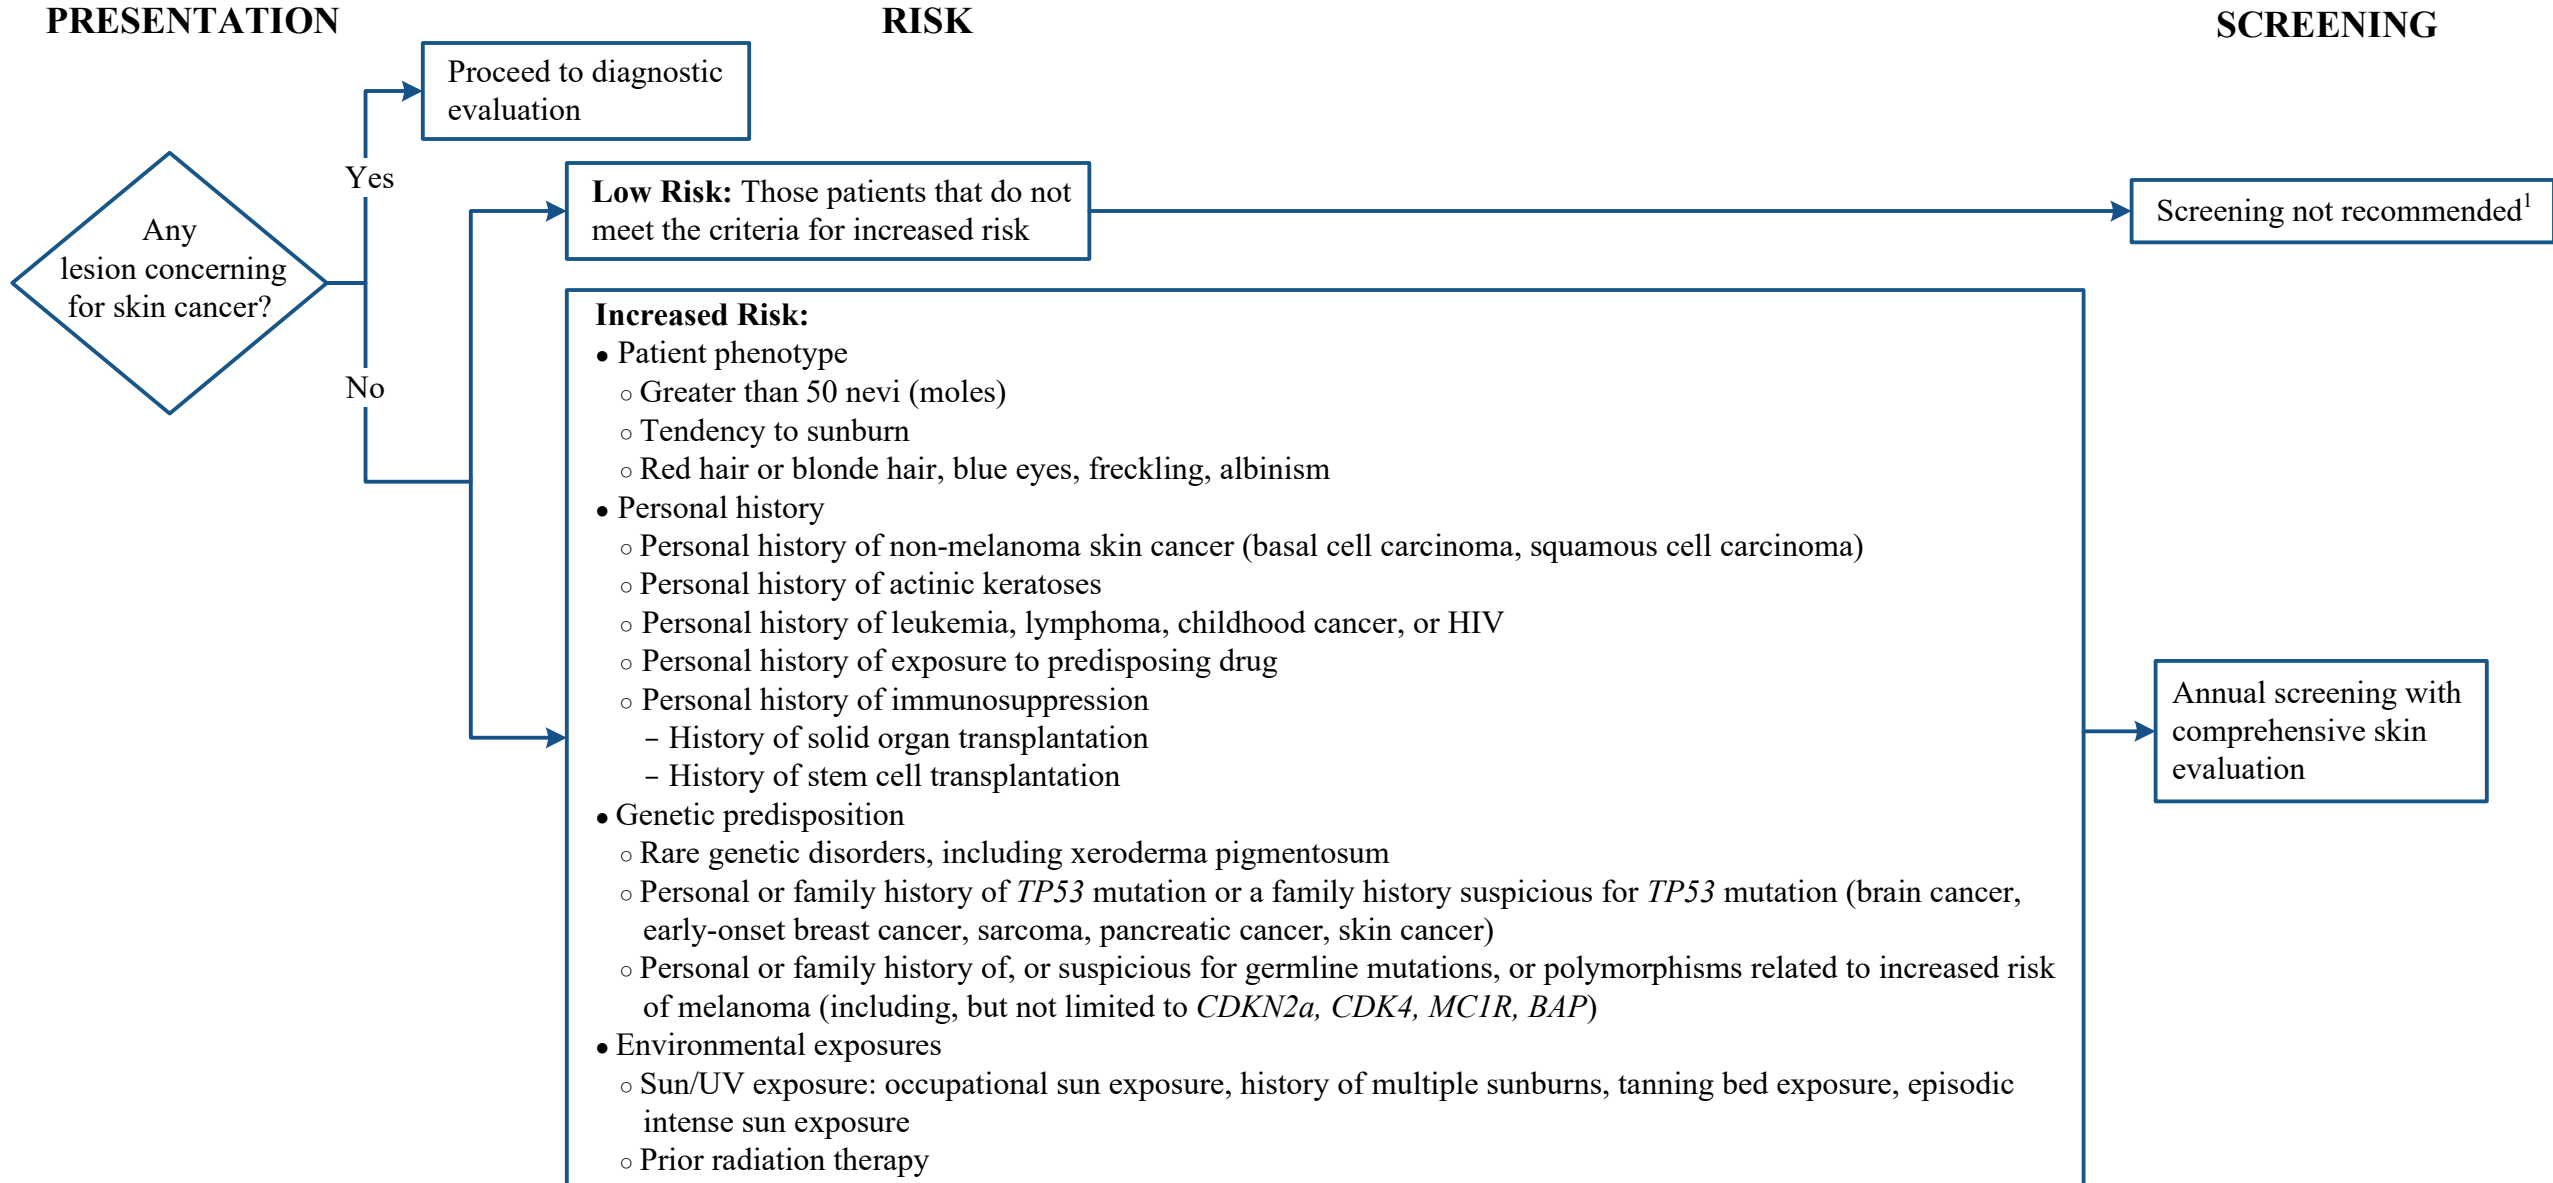 PRESENTATION
RISK
SCREENING
Proceed to diagnostic
evaluation
Yes
Any
lesion concerning
for skin cancer?
No
Low Risk: Those patients that do not
meet the criteria for increased risk
Screening not recommended1
Increased Risk:
● Patient phenotype
○ Greater than 50 nevi (moles)
○ Tendency to sunburn
○ Red hair or blonde hair, blue eyes, freckling, albinism
● Personal history
○ Personal history of non-melanoma skin cancer (basal cell carcinoma, squamous cell carcinoma)
○ Personal history of actinic keratoses
○ Personal history of leukemia, lymphoma, childhood cancer, or HIV
○ Personal history of exposure to predisposing drug
○ Personal history of immunosuppression
– History of solid organ transplantation
– History of stem cell transplantation
● Genetic predisposition
○ Rare genetic disorders, including xeroderma pigmentosum
○ Personal or family history of TP53 mutation or a family history suspicious for TP53 mutation (brain cancer,
early-onset breast cancer, sarcoma, pancreatic cancer, skin cancer)
○ Personal or family history of, or suspicious for germline mutations, or polymorphisms related to increased risk
of melanoma (including, but not limited to CDKN2a, CDK4, MC1R, BAP)
● Environmental exposures
○ Sun/UV exposure: occupational sun exposure, history of multiple sunburns, tanning bed exposure, episodic
intense sun exposure
○ Prior radiation therapy
Annual screening with
comprehensive skin
evaluation